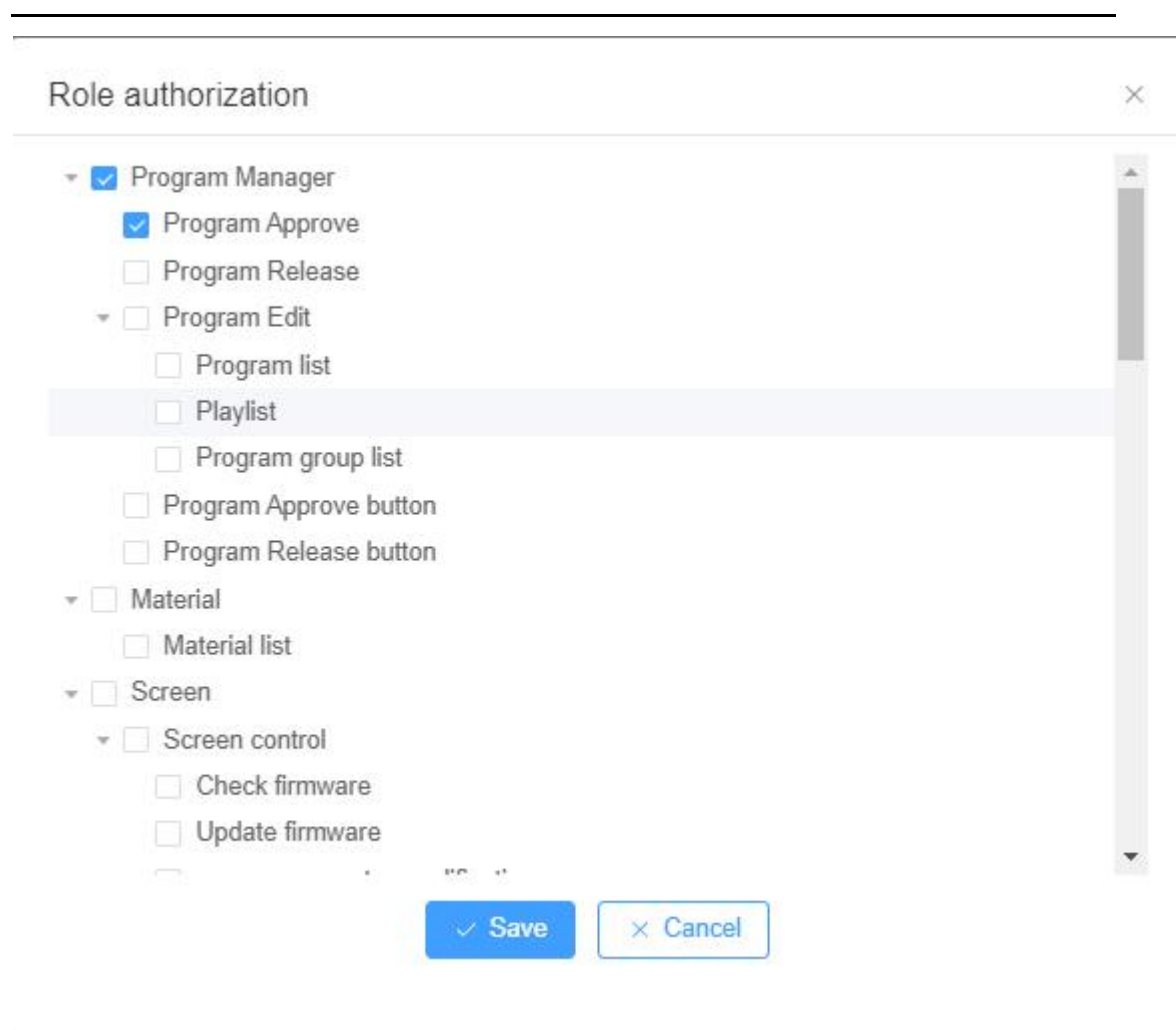 Role authorization
Program Manager
Program Approve
Program Release
Program Edit
Program list
Playlist
Program group list
Program Approve button
Program Release button
Material
Material list
Screen
Screen control
Check firmware
Update firmware
Save
Cancel